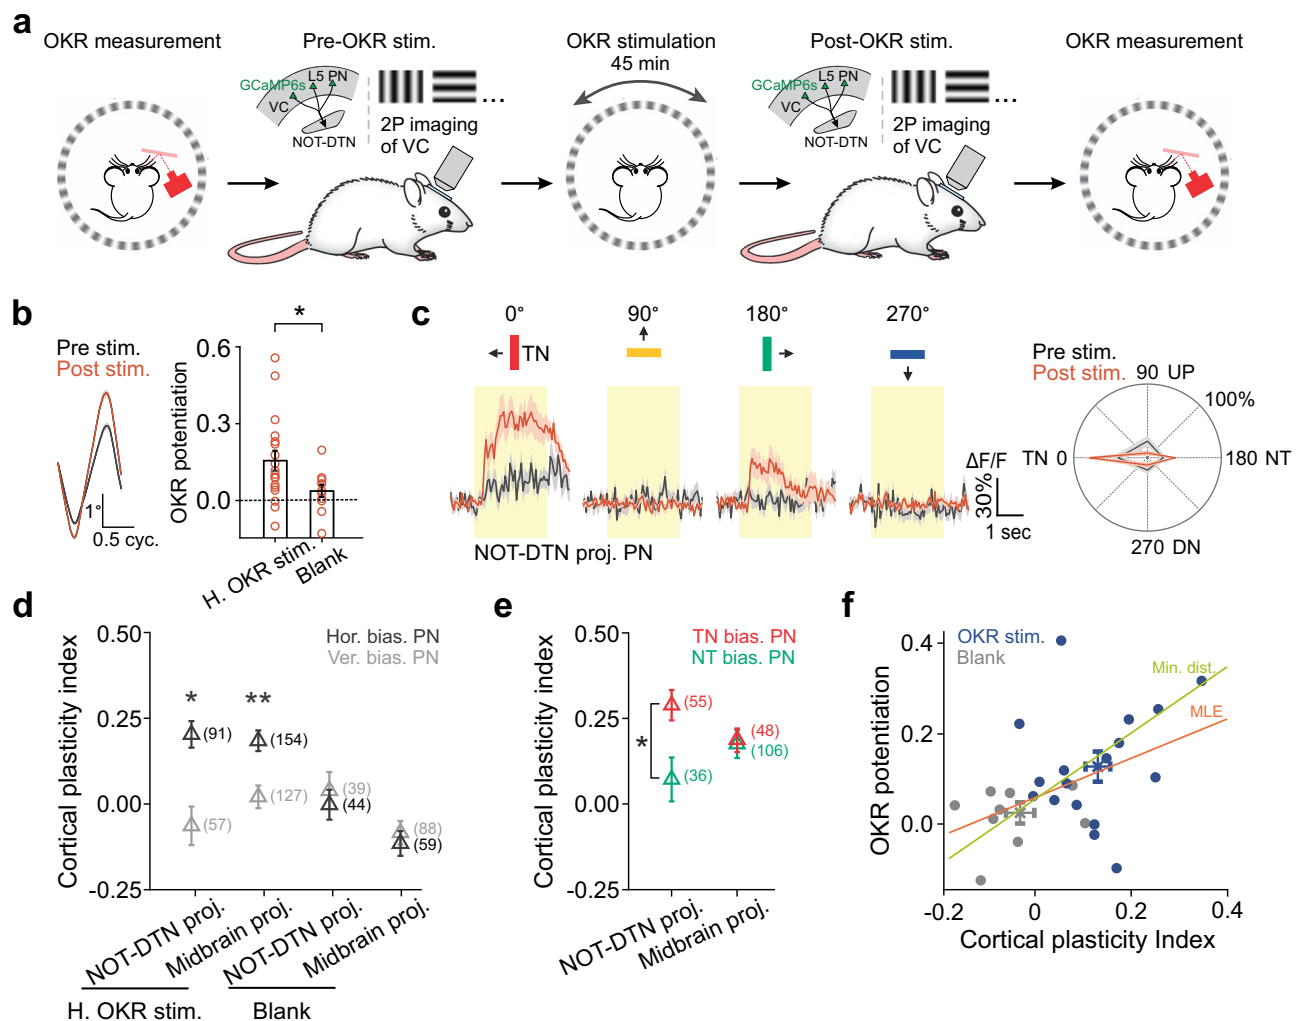 a
OKR measurement
Pre-OKR stim.
OKR stimulation
45 min
Post-OKR stim.
OKR measurement
GCaMP6s
L5 PN
VC
NOT-DTN
...
2P imaging
of VC
GCaMP6s
L5 PN
VC
NOT-DTN
...
2P imaging
of VC
b
Pre stim.
Post stim.
1°
0.5 cyc.
OKR potentiation
0.6
0.3
0.0
*
H. OKR stim.
Blank
c
0°
90°
180°
270°
TN
NOT-DTN proj. PN
ΔF/F
30%
1 sec
Pre stim.
Post stim.
90 UP
100%
TN 0
180 NT
270 DN
d
Cortical plasticity index
0.50
0.25
0.00
-0.25
Hor. bias. PN
Ver. bias. PN
*
**
(91)
(154)
(57)
(127)
(39)
(44)
(88)
(59)
NOT-DTN proj.
Midbrain proj.
NOT-DTN proj.
Midbrain proj.
H. OKR stim.
Blank
e
Cortical plasticity index
0.50
0.25
0.00
-0.25
TN bias. PN
NT bias. PN
*
(55)
(36)
(48)
(106)
NOT-DTN proj.
Midbrain proj.
f
OKR potentiation
0.4
0.2
0.0
OKR stim.
Blank
Min. dist.
MLE
-0.2
0
0.2
0.4
Cortical plasticity Index